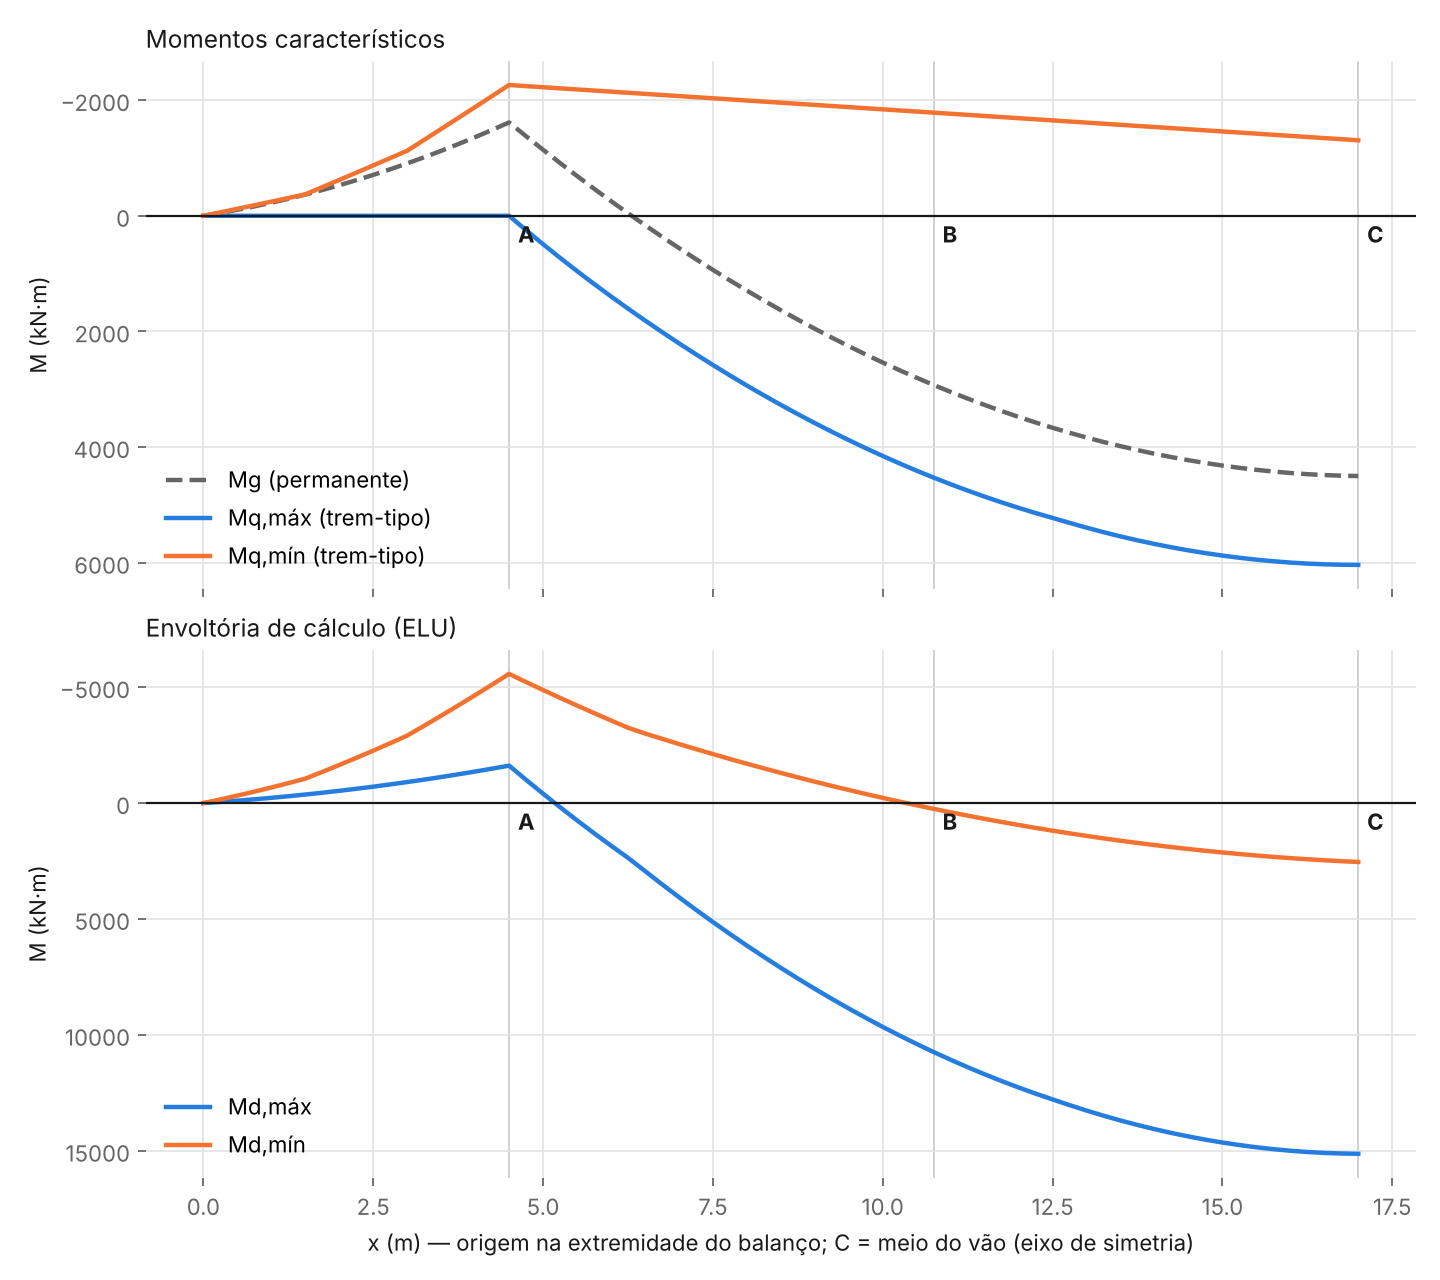 Momentos característicos
−2000
0
2000
4000
6000
M (kN·m)
A
B
C
Mg (permanente)
Mq,máx (trem-tipo)
Mq,mín (trem-tipo)
Envoltória de cálculo (ELU)
−5000
0
5000
10000
15000
M (kN·m)
A
B
C
Md,máx
Md,mín
0.0
2.5
5.0
7.5
10.0
12.5
15.0
17.5
x (m) — origem na extremidade do balanço; C = meio do vão (eixo de simetria)